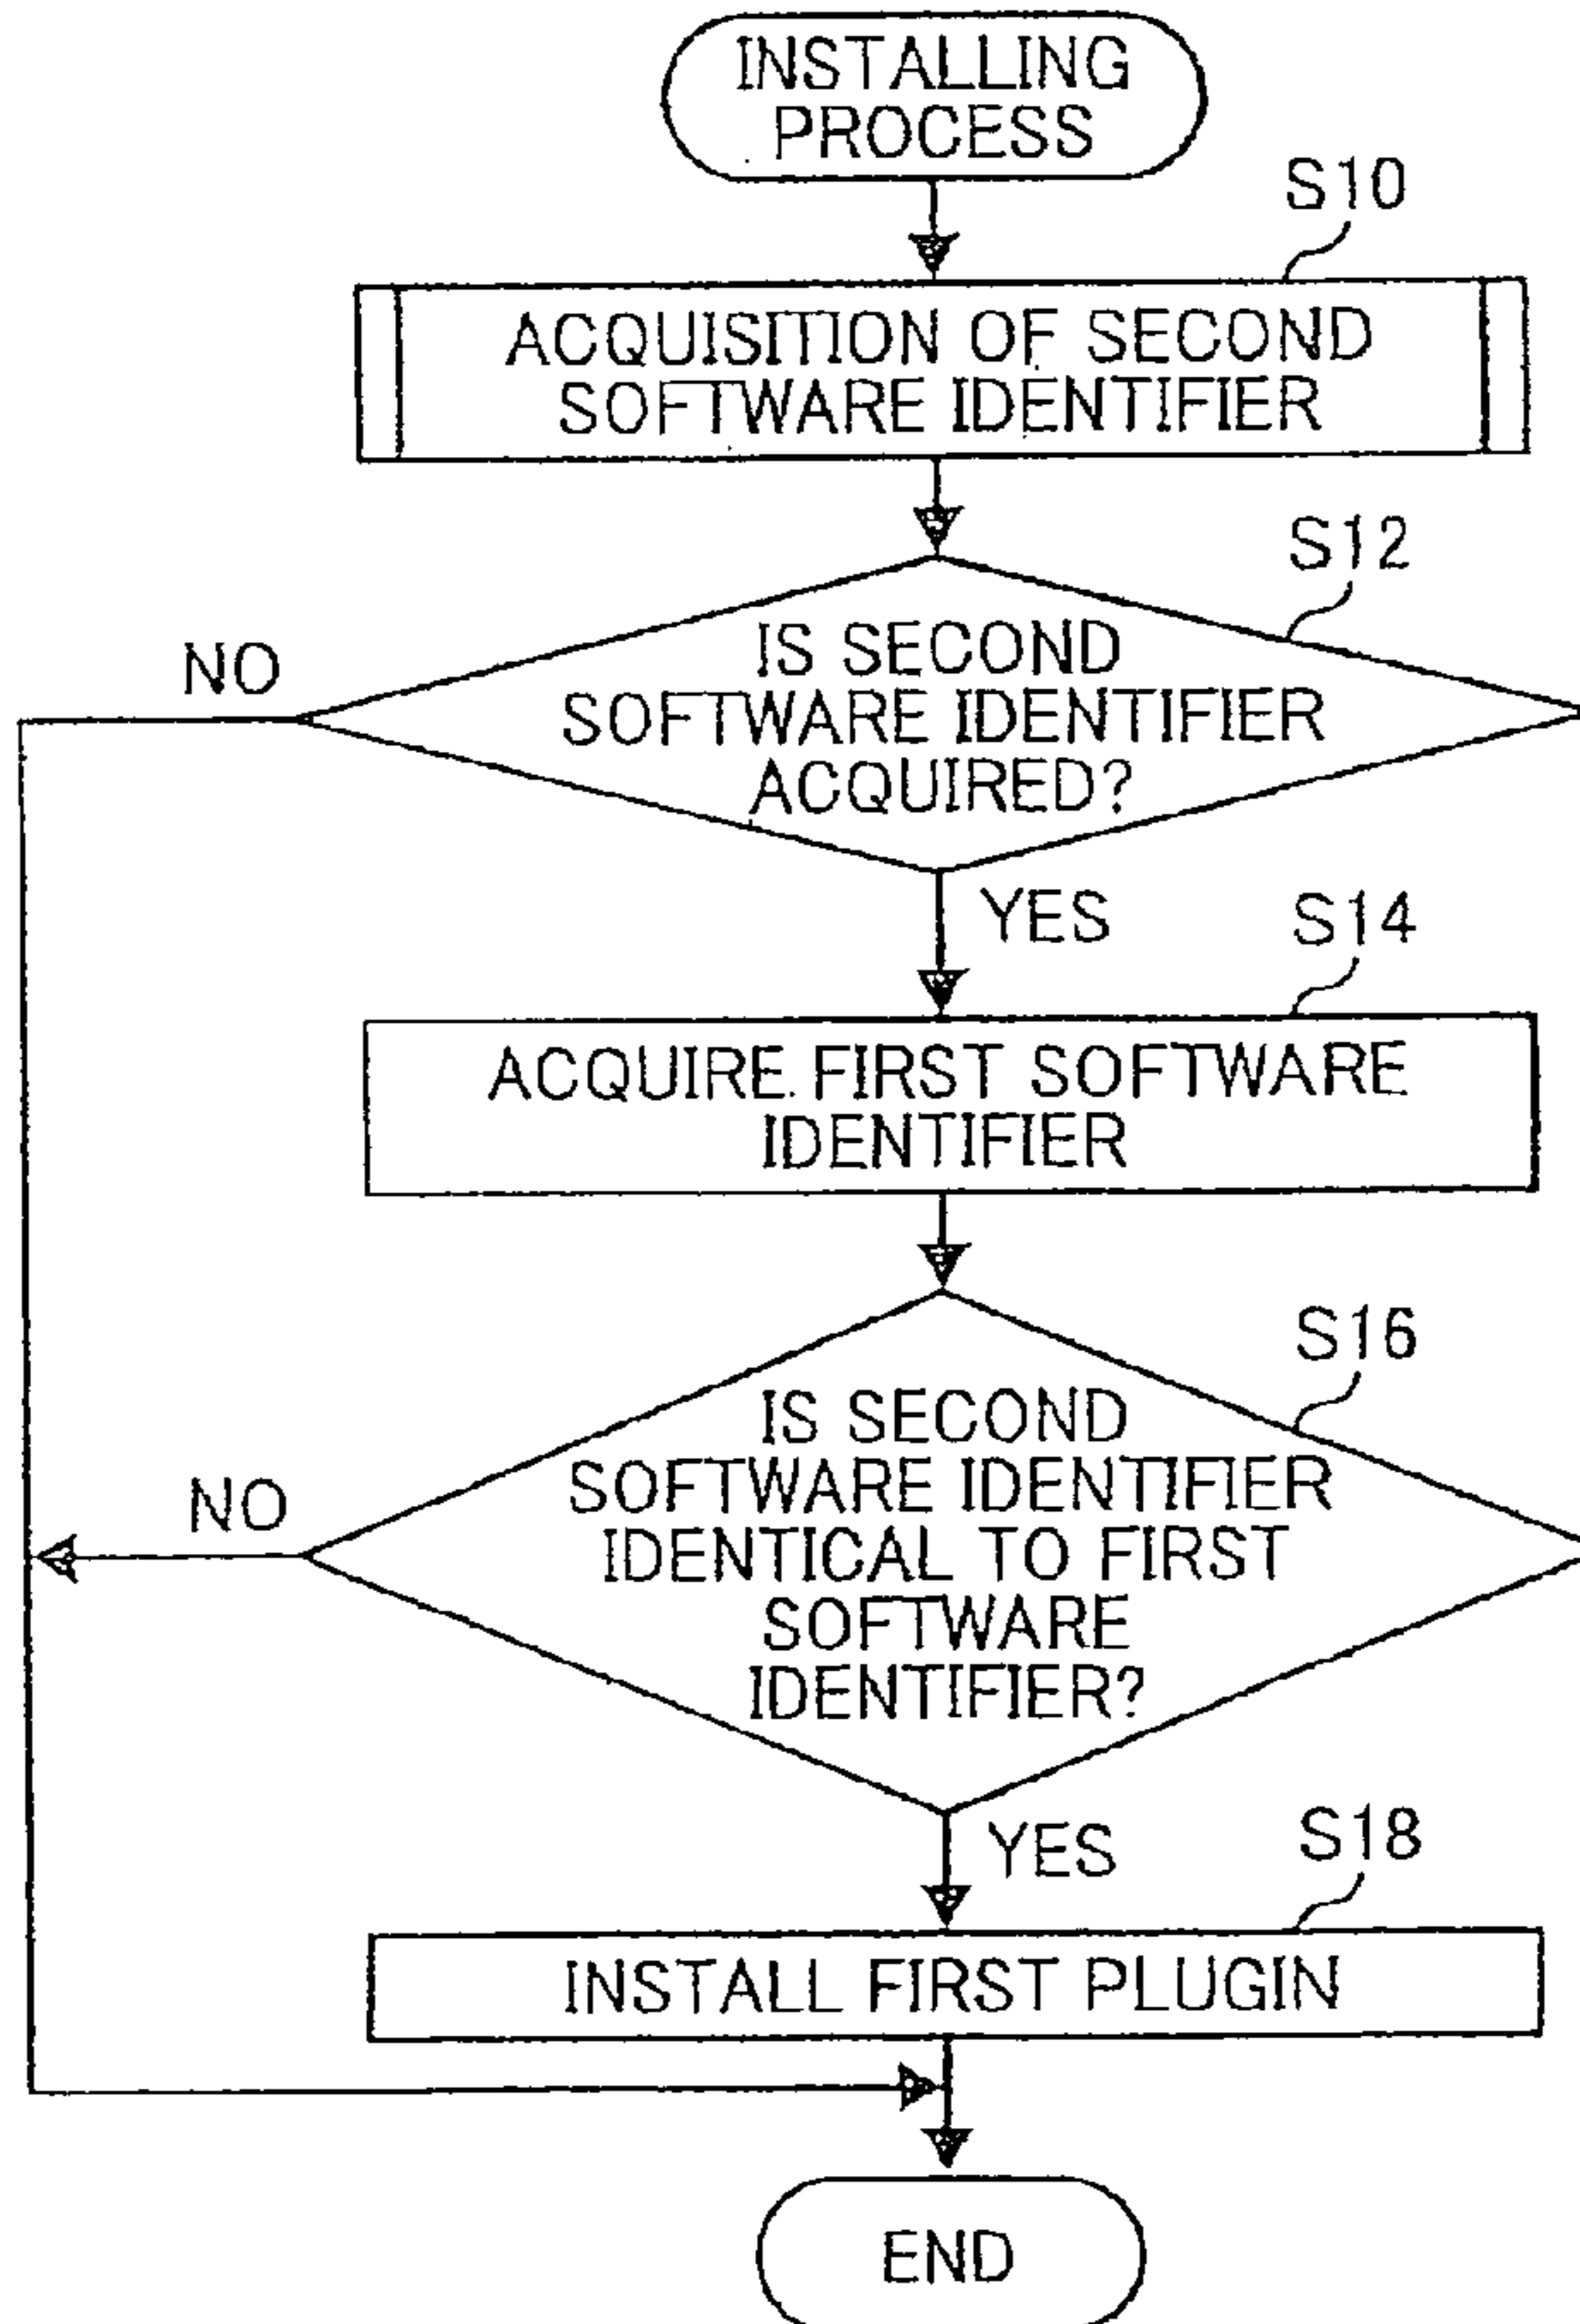 INSTALLING
PROCESS
S10
ACQUISITION OF SECOND
SOFTWARE IDENTIFIER
S12
IS SECOND
SOFTWARE IDENTIFIER
ACQUIRED?
NO
YES
S14
ACQUIRE FIRST SOFTWARE
IDENTIFIER
S16
IS SECOND
SOFTWARE IDENTIFIER
IDENTICAL TO FIRST
SOFTWARE
IDENTIFIER?
NO
YES
S18
INSTALL FIRST PLUGIN
END